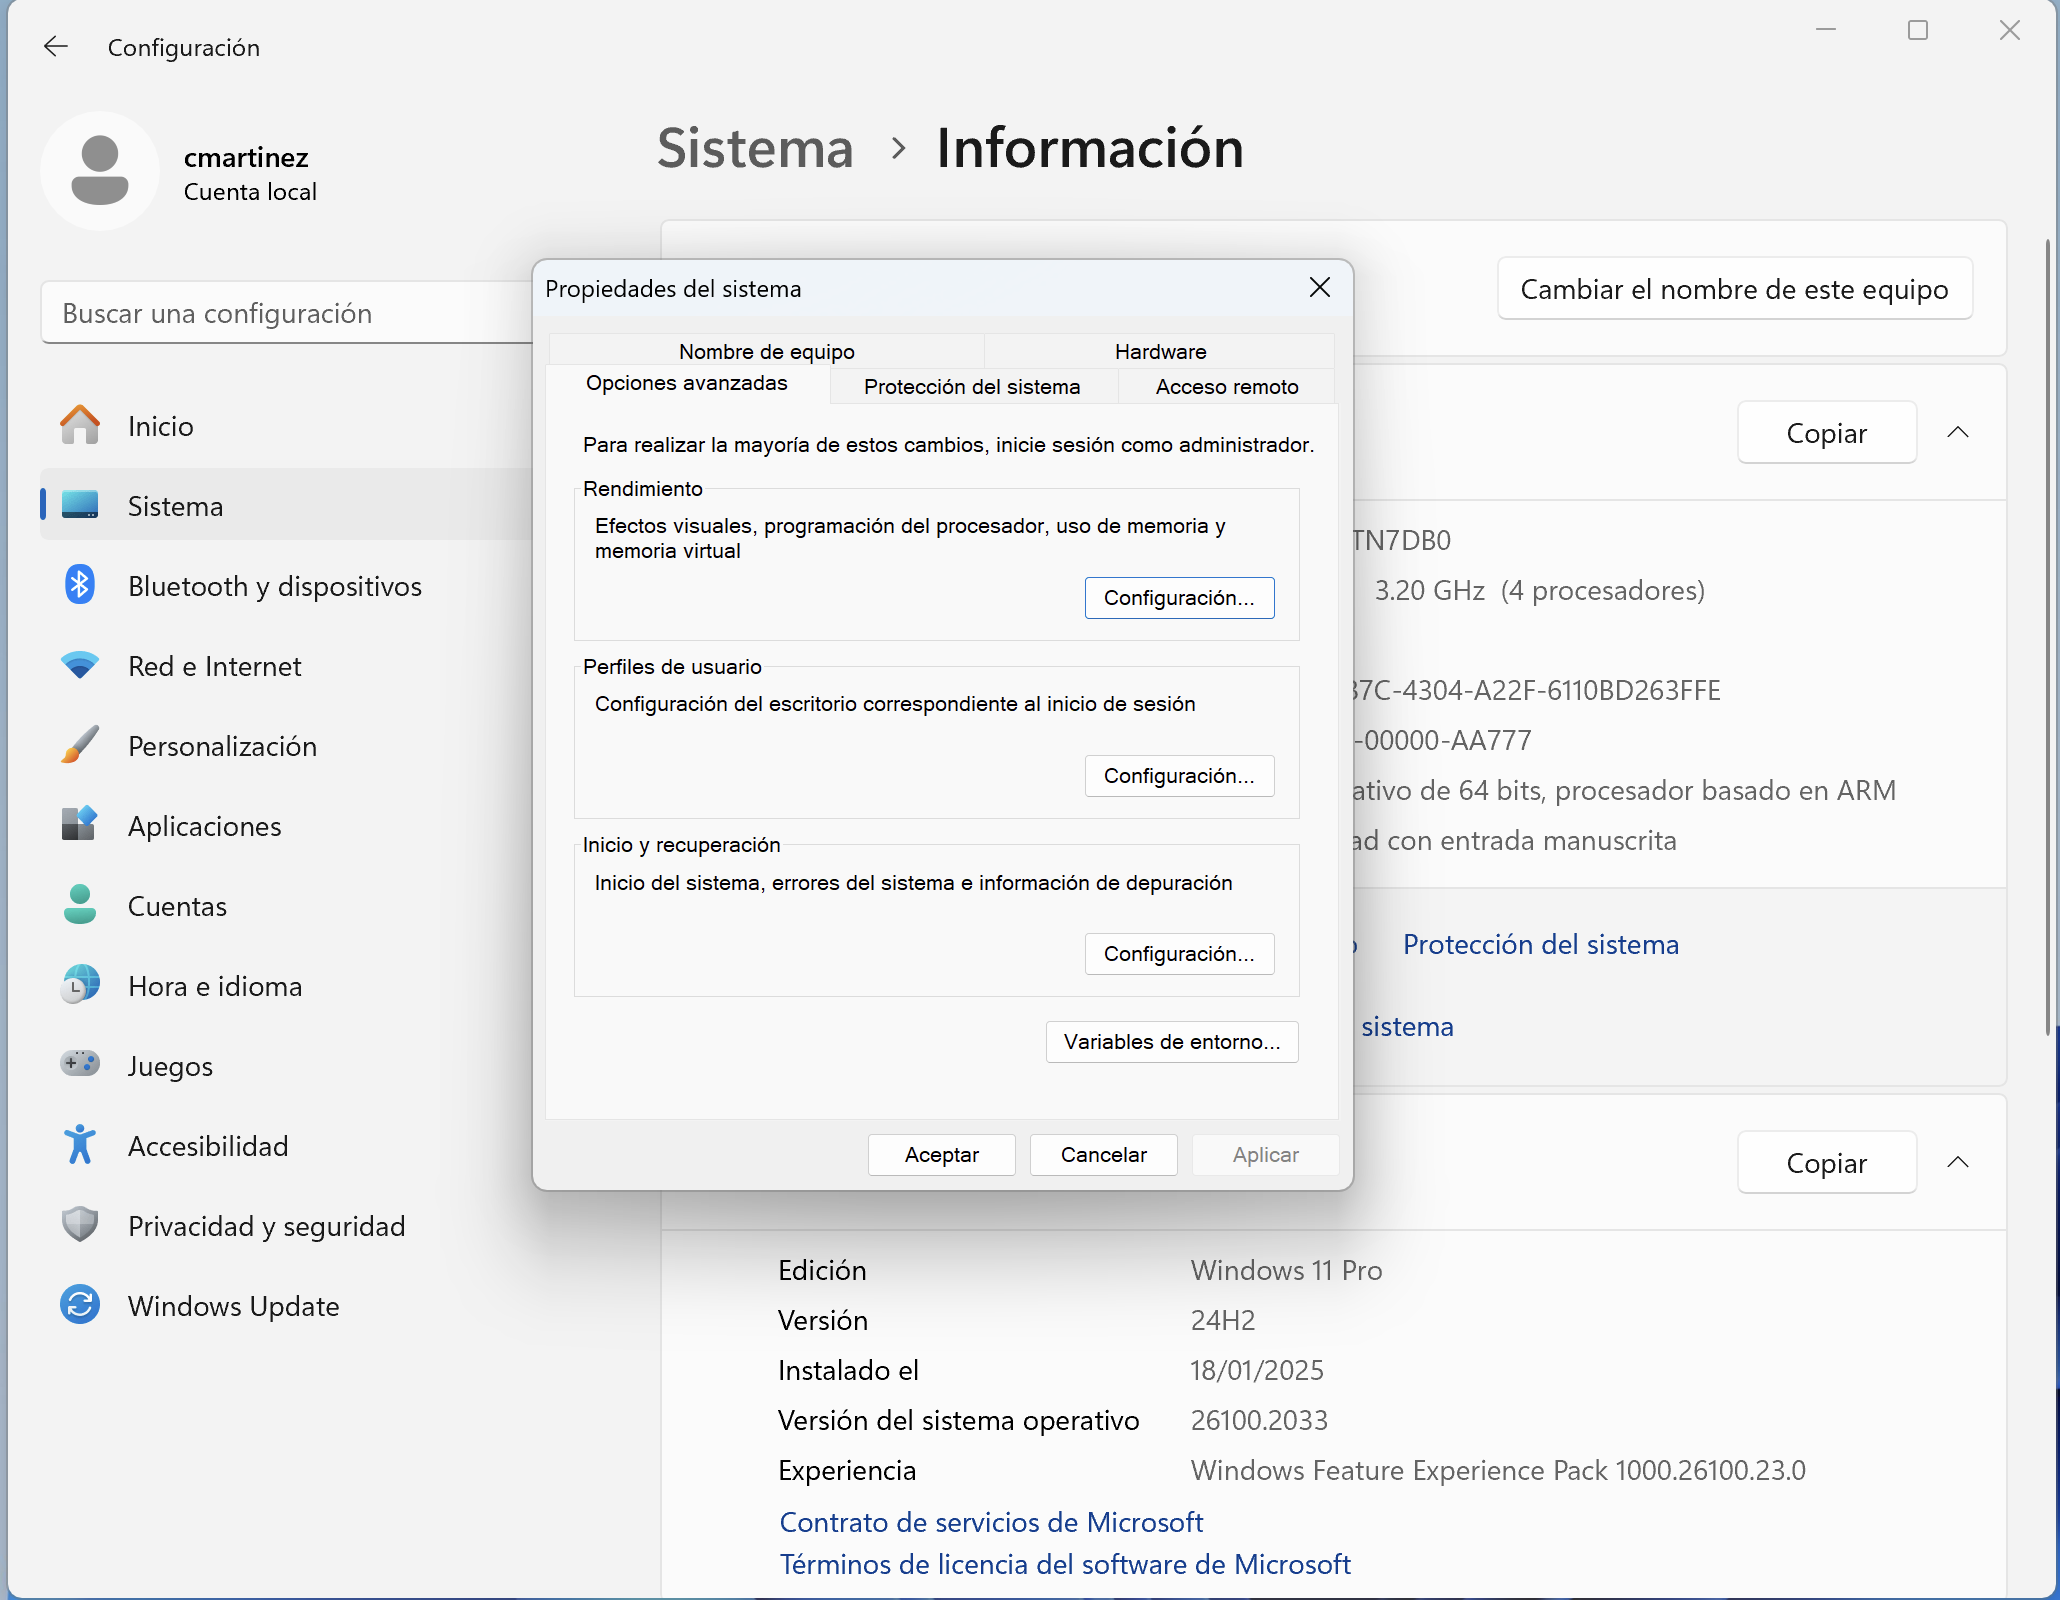 Configuración
cmartinez
Cuenta local
Buscar una configuración
Inicio
Sistema
Bluetooth y dispositivos
Red e Internet
Personalización
Aplicaciones
Cuentas
Hora e idioma
Juegos
Accesibilidad
Privacidad y seguridad
Windows Update
Sistema > Información
Cambiar el nombre de este equipo
Copiar
TN7DB0
3.20 GHz (4 procesadores)
37C-4304-A22F-6110BD263FFE
-00000-AA777
ativo de 64 bits, procesador basado en ARM
ad con entrada manuscrita
Protección del sistema
sistema
Propiedades del sistema
Nombre de equipo
Hardware
Opciones avanzadas
Protección del sistema
Acceso remoto
Para realizar la mayoría de estos cambios, inicie sesión como administrador.
Rendimiento
Efectos visuales, programación del procesador, uso de memoria y
memoria virtual
Configuración...
Perfiles de usuario
Configuración del escritorio correspondiente al inicio de sesión
Configuración...
Inicio y recuperación
Inicio del sistema, errores del sistema e información de depuración
Configuración...
Variables de entorno...
Aceptar
Cancelar
Aplicar
Copiar
Edición Windows 11 Pro
Versión 24H2
Instalado el 18/01/2025
Versión del sistema operativo 26100.2033
Experiencia Windows Feature Experience Pack 1000.26100.23.0
Contrato de servicios de Microsoft
Términos de licencia del software de Microsoft